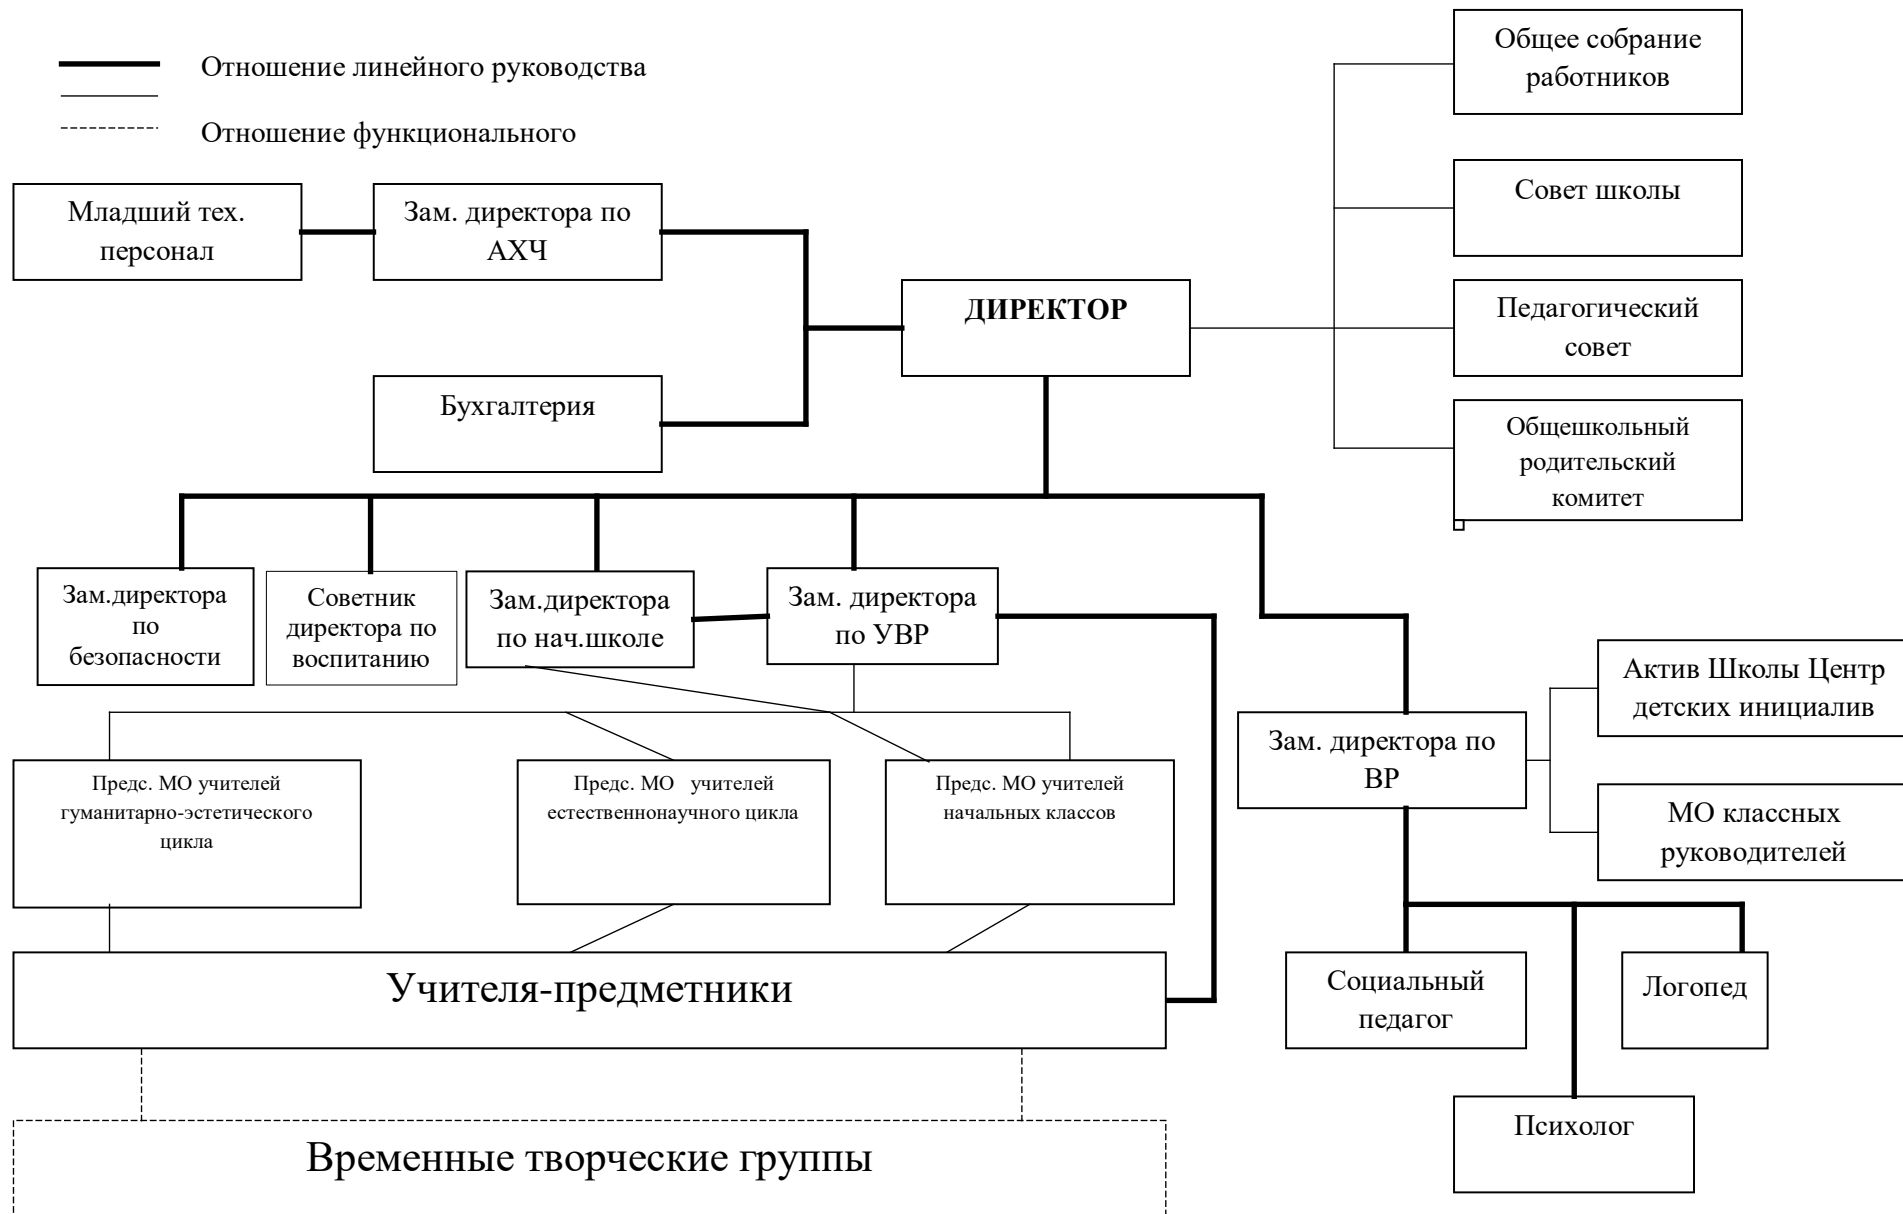 Отношение линейного руководства
Отношение функционального
Общее собрание
работников
Совет школы
Педагогический
совет
Общешкольный
родительский
комитет
Младший тех.
персонал
Зам. директора по
АХЧ
ДИРЕКТОР
Бухгалтерия
Зам.директора
по
безопасности
Советник
директора по
воспитанию
Зам.директора
по нач.школе
Зам. директора
по УВР
Зам. директора по
ВР
Актив Школы Центр
детских инициалив
МО классных
руководителей
Предс. МО учителей
гуманитарно-эстетического
цикла
Предс. МО учителей
естественнонаучного цикла
Предс. МО учителей
начальных классов
Учителя-предметники
Социальный
педагог
Логопед
Психолог
Временные творческие группы